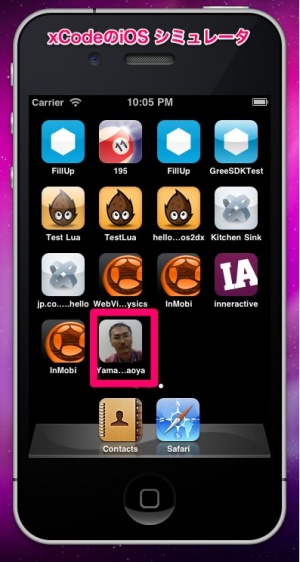 xCodeのiOS シミュレータ
Carrier 10:05 PM
FillUp 195 FillUp GreeSDKTest
Test Lua TestLua hello...os2dx Kitchen Sink
jp.co.....hello WebVi...ysics InMobi inneractive
InMobi Yama...aoya
Contacts Safari
11
IA